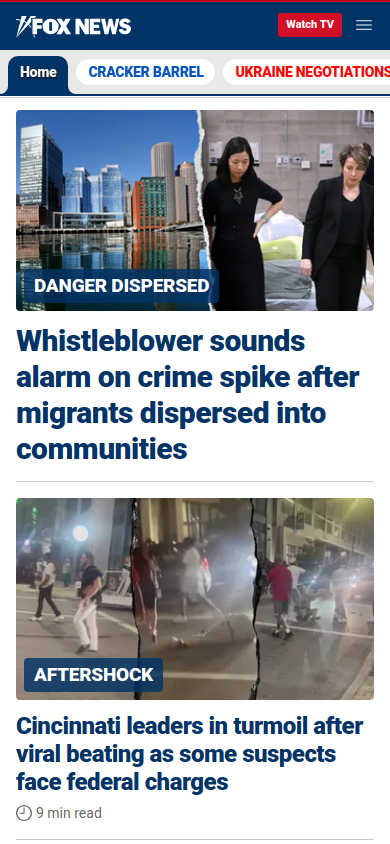 FOX NEWS
Watch TV
Home
CRACKER BARREL
UKRAINE NEGOTIATIONS
DANGER DISPERSED
Whistleblower sounds
alarm on crime spike after
migrants dispersed into
communities
AFTERSHOCK
Cincinnati leaders in turmoil after
viral beating as some suspects
face federal charges
9 min read